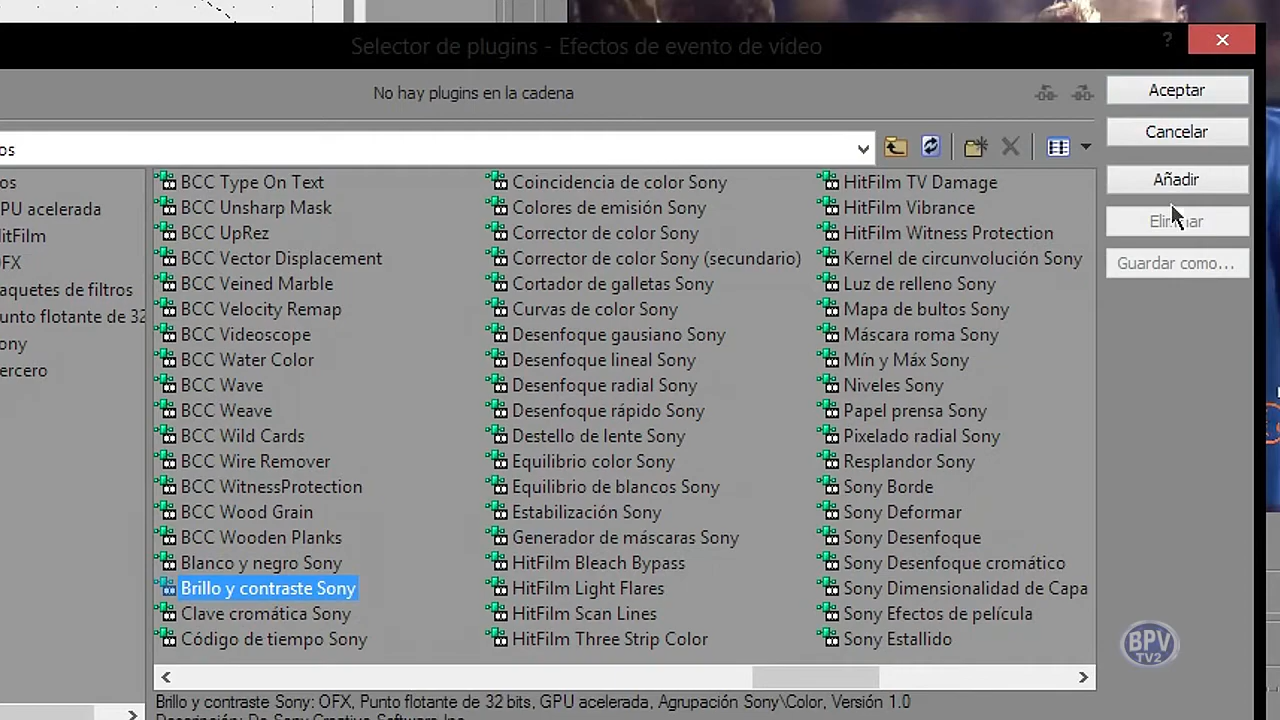 Selector de plugins - Efectos de evento de vídeo
?
No hay plugins en la cadena
Aceptar
Cancelar
Añadir
Guardar como...
os
os
PU acelerada
itFilm
OFX
aquetes de filtros
unto flotante de 32
ony
ercero
BCC Type On Text
BCC Unsharp Mask
BCC UpRez
BCC Vector Displacement
BCC Veined Marble
BCC Velocity Remap
BCC Videoscope
BCC Water Color
BCC Wave
BCC Weave
BCC Wild Cards
BCC Wire Remover
BCC WitnessProtection
BCC Wood Grain
BCC Wooden Planks
Blanco y negro Sony
Brillo y contraste Sony
Clave cromática Sony
Código de tiempo Sony
Coincidencia de color Sony
Colores de emisión Sony
Corrector de color Sony
Corrector de color Sony (secundario)
Cortador de galletas Sony
Curvas de color Sony
Desenfoque gausiano Sony
Desenfoque lineal Sony
Desenfoque radial Sony
Desenfoque rápido Sony
Destello de lente Sony
Equilibrio color Sony
Equilibrio de blancos Sony
Estabilización Sony
Generador de máscaras Sony
HitFilm Bleach Bypass
HitFilm Light Flares
HitFilm Scan Lines
HitFilm Three Strip Color
HitFilm TV Damage
HitFilm Vibrance
HitFilm Witness Protection
Kernel de circunvolución Sony
Luz de relleno Sony
Mapa de bultos Sony
Máscara roma Sony
Mín y Máx Sony
Niveles Sony
Papel prensa Sony
Pixelado radial Sony
Resplandor Sony
Sony Borde
Sony Deformar
Sony Desenfoque
Sony Desenfoque cromático
Sony Dimensionalidad de Capa
Sony Efectos de película
Sony Estallido
BPV
TV2
Brillo y contraste Sony: OFX, Punto flotante de 32 bits, GPU acelerada, Agrupación Sony\Color, Versión 1.0